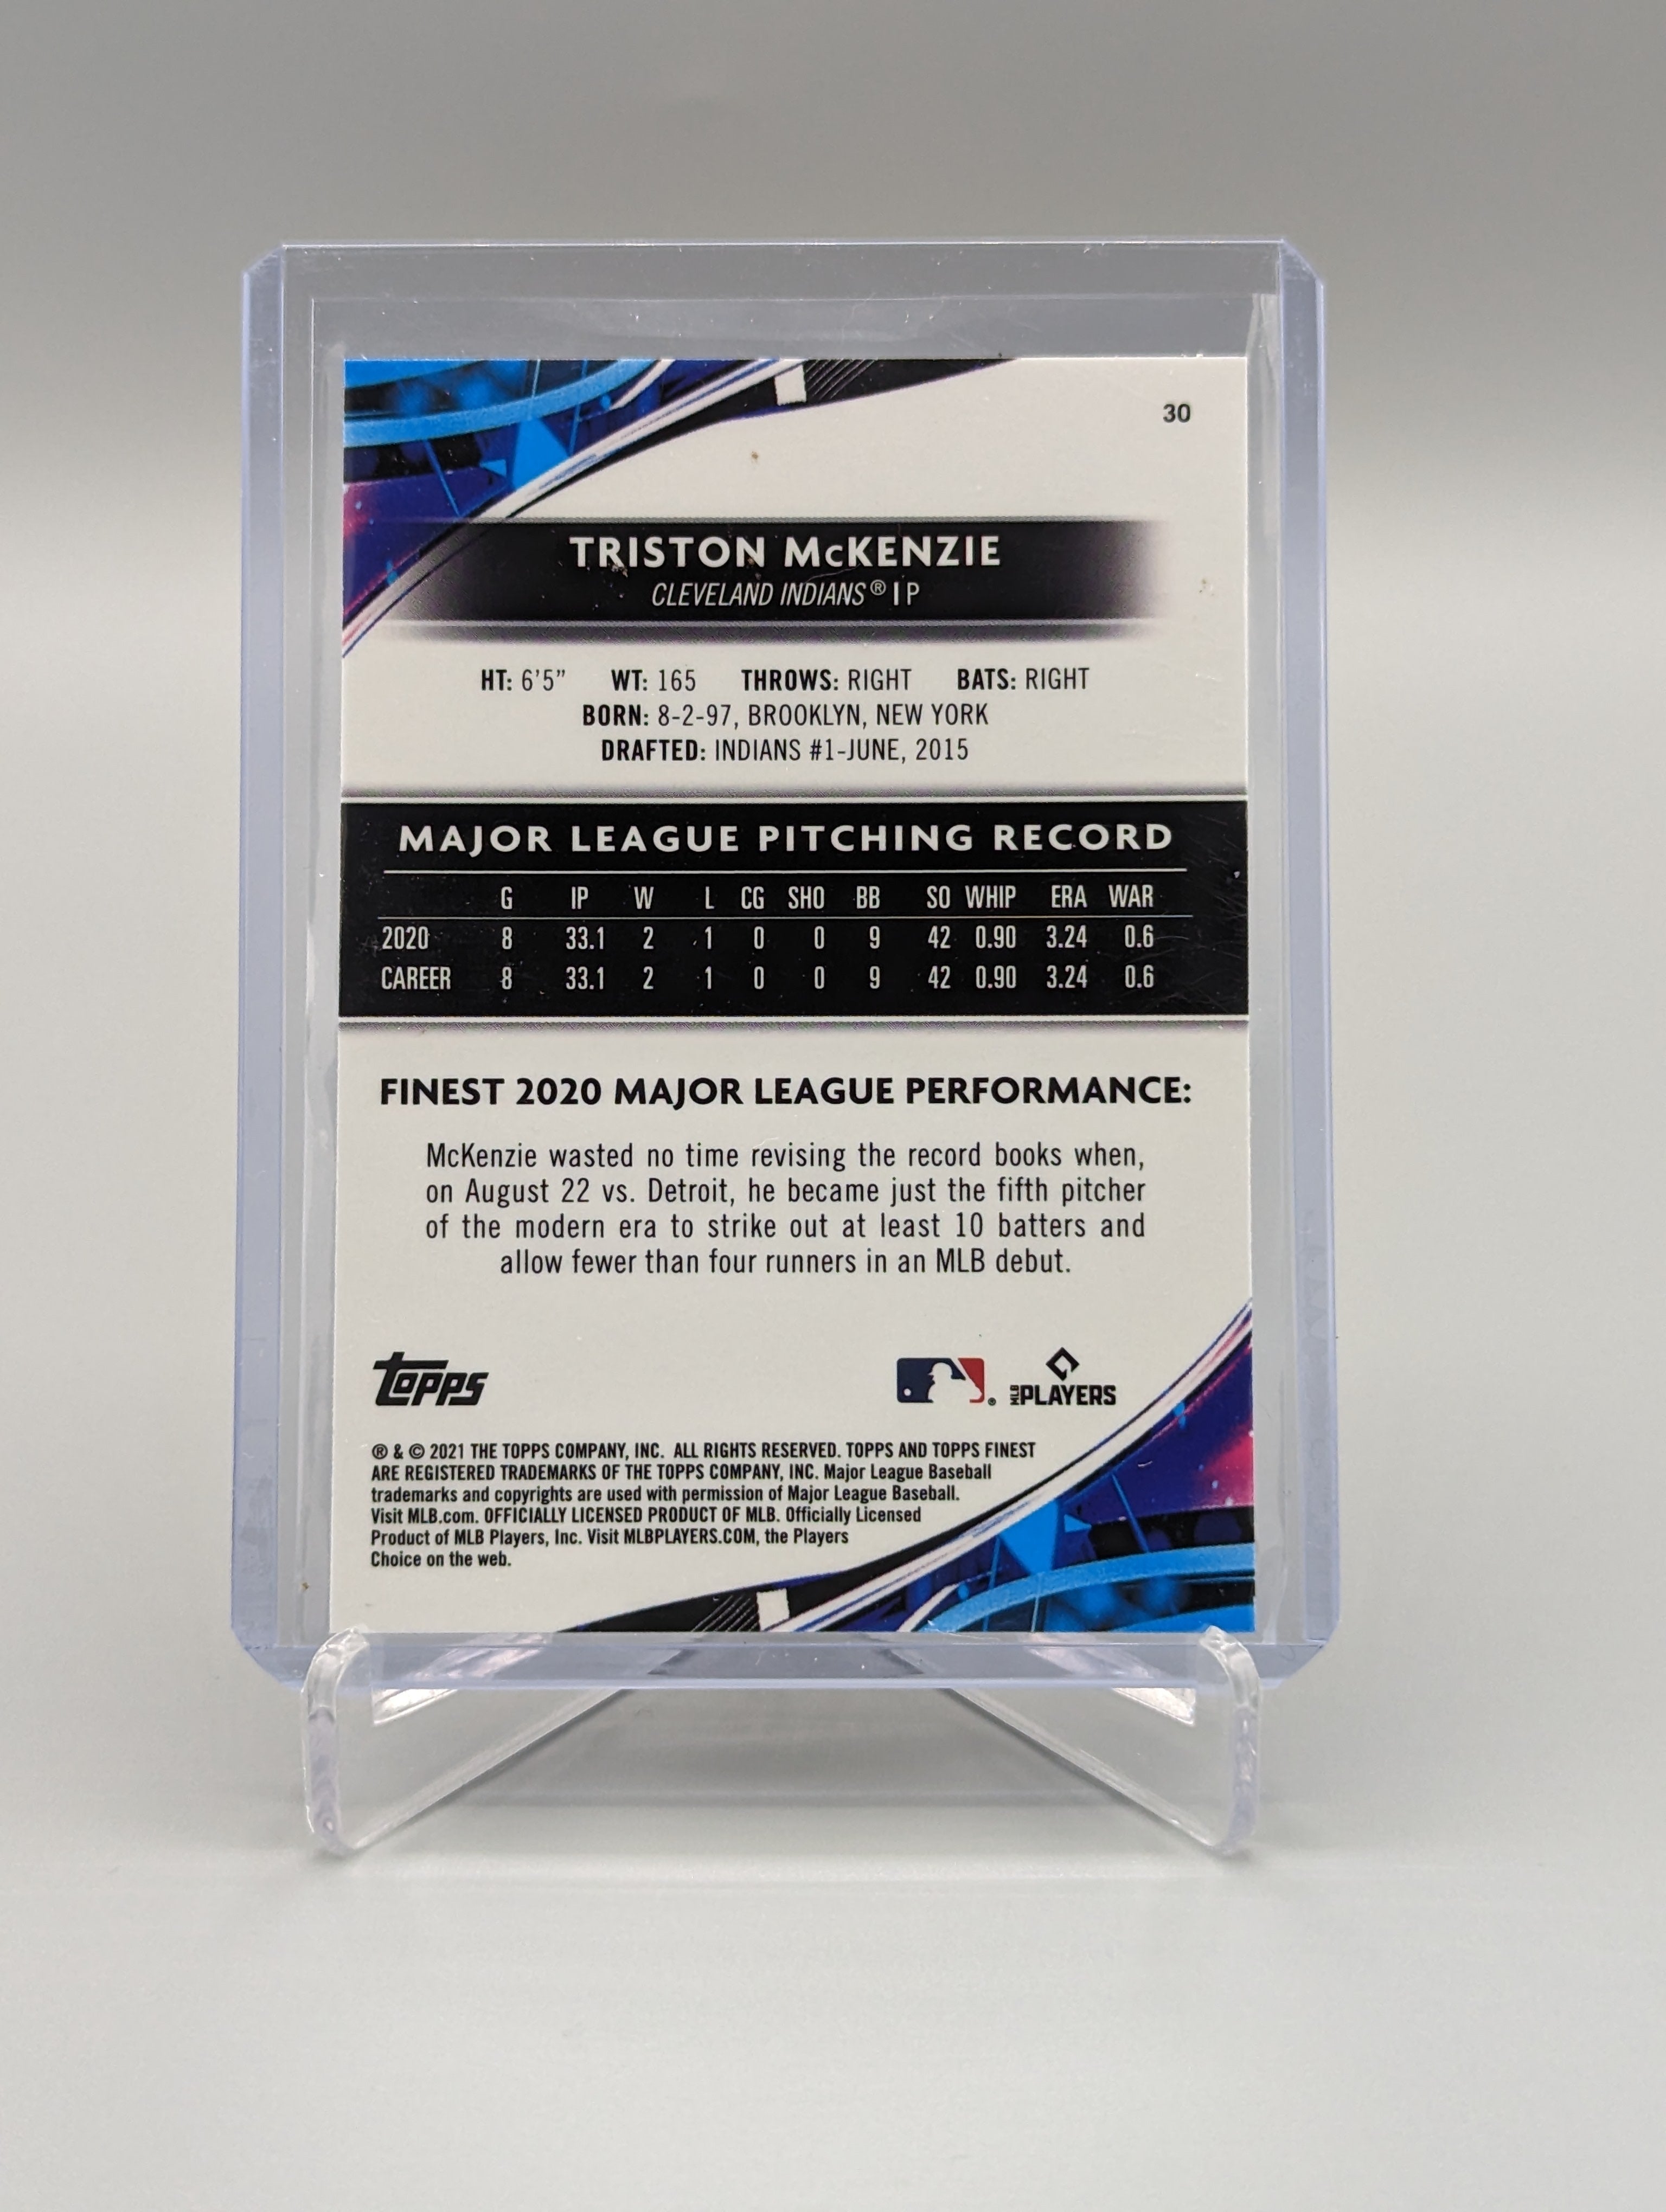 30
TRISTON McKENZIE
CLEVELAND INDIANS® | P
HT: 6'5" WT: 165 THROWS: RIGHT BATS: RIGHT
BORN: 8-2-97, BROOKLYN, NEW YORK
DRAFTED: INDIANS #1-JUNE, 2015
MAJOR LEAGUE PITCHING RECORD
G IP W L CG SHO BB SO WHIP ERA WAR
2020 8 33.1 2 1 0 0 9 42 0.90 3.24 0.6
CAREER 8 33.1 2 1 0 0 9 42 0.90 3.24 0.6
FINEST 2020 MAJOR LEAGUE PERFORMANCE:
McKenzie wasted no time revising the record books when,
on August 22 vs. Detroit, he became just the fifth pitcher
of the modern era to strike out at least 10 batters and
allow fewer than four runners in an MLB debut.
topps ® MLB PLAYERS
® & © 2021 THE TOPPS COMPANY, INC. ALL RIGHTS RESERVED. TOPPS AND TOPPS FINEST
ARE REGISTERED TRADEMARKS OF THE TOPPS COMPANY, INC. Major League Baseball
trademarks and copyrights are used with permission of Major League Baseball.
Visit MLB.com. OFFICIALLY LICENSED PRODUCT OF MLB. Officially Licensed
Product of MLB Players, Inc. Visit MLBPLAYERS.COM, the Players
Choice on the web.